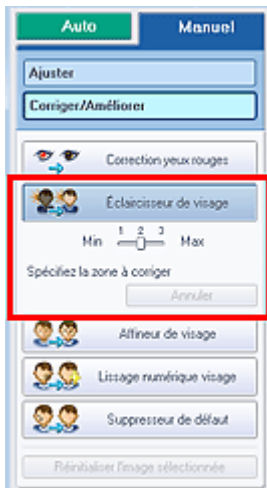 Auto Manuel
Ajuster
Corriger/Améliorer
Correction yeux rouges
Éclaircisseur de visage
1 2 3
Min Max
Spécifiez la zone à corriger
Annuler
Affineur de visage
Lissage numérique visage
Suppresseur de défaut
Réinitialiser l'image sélectionnée